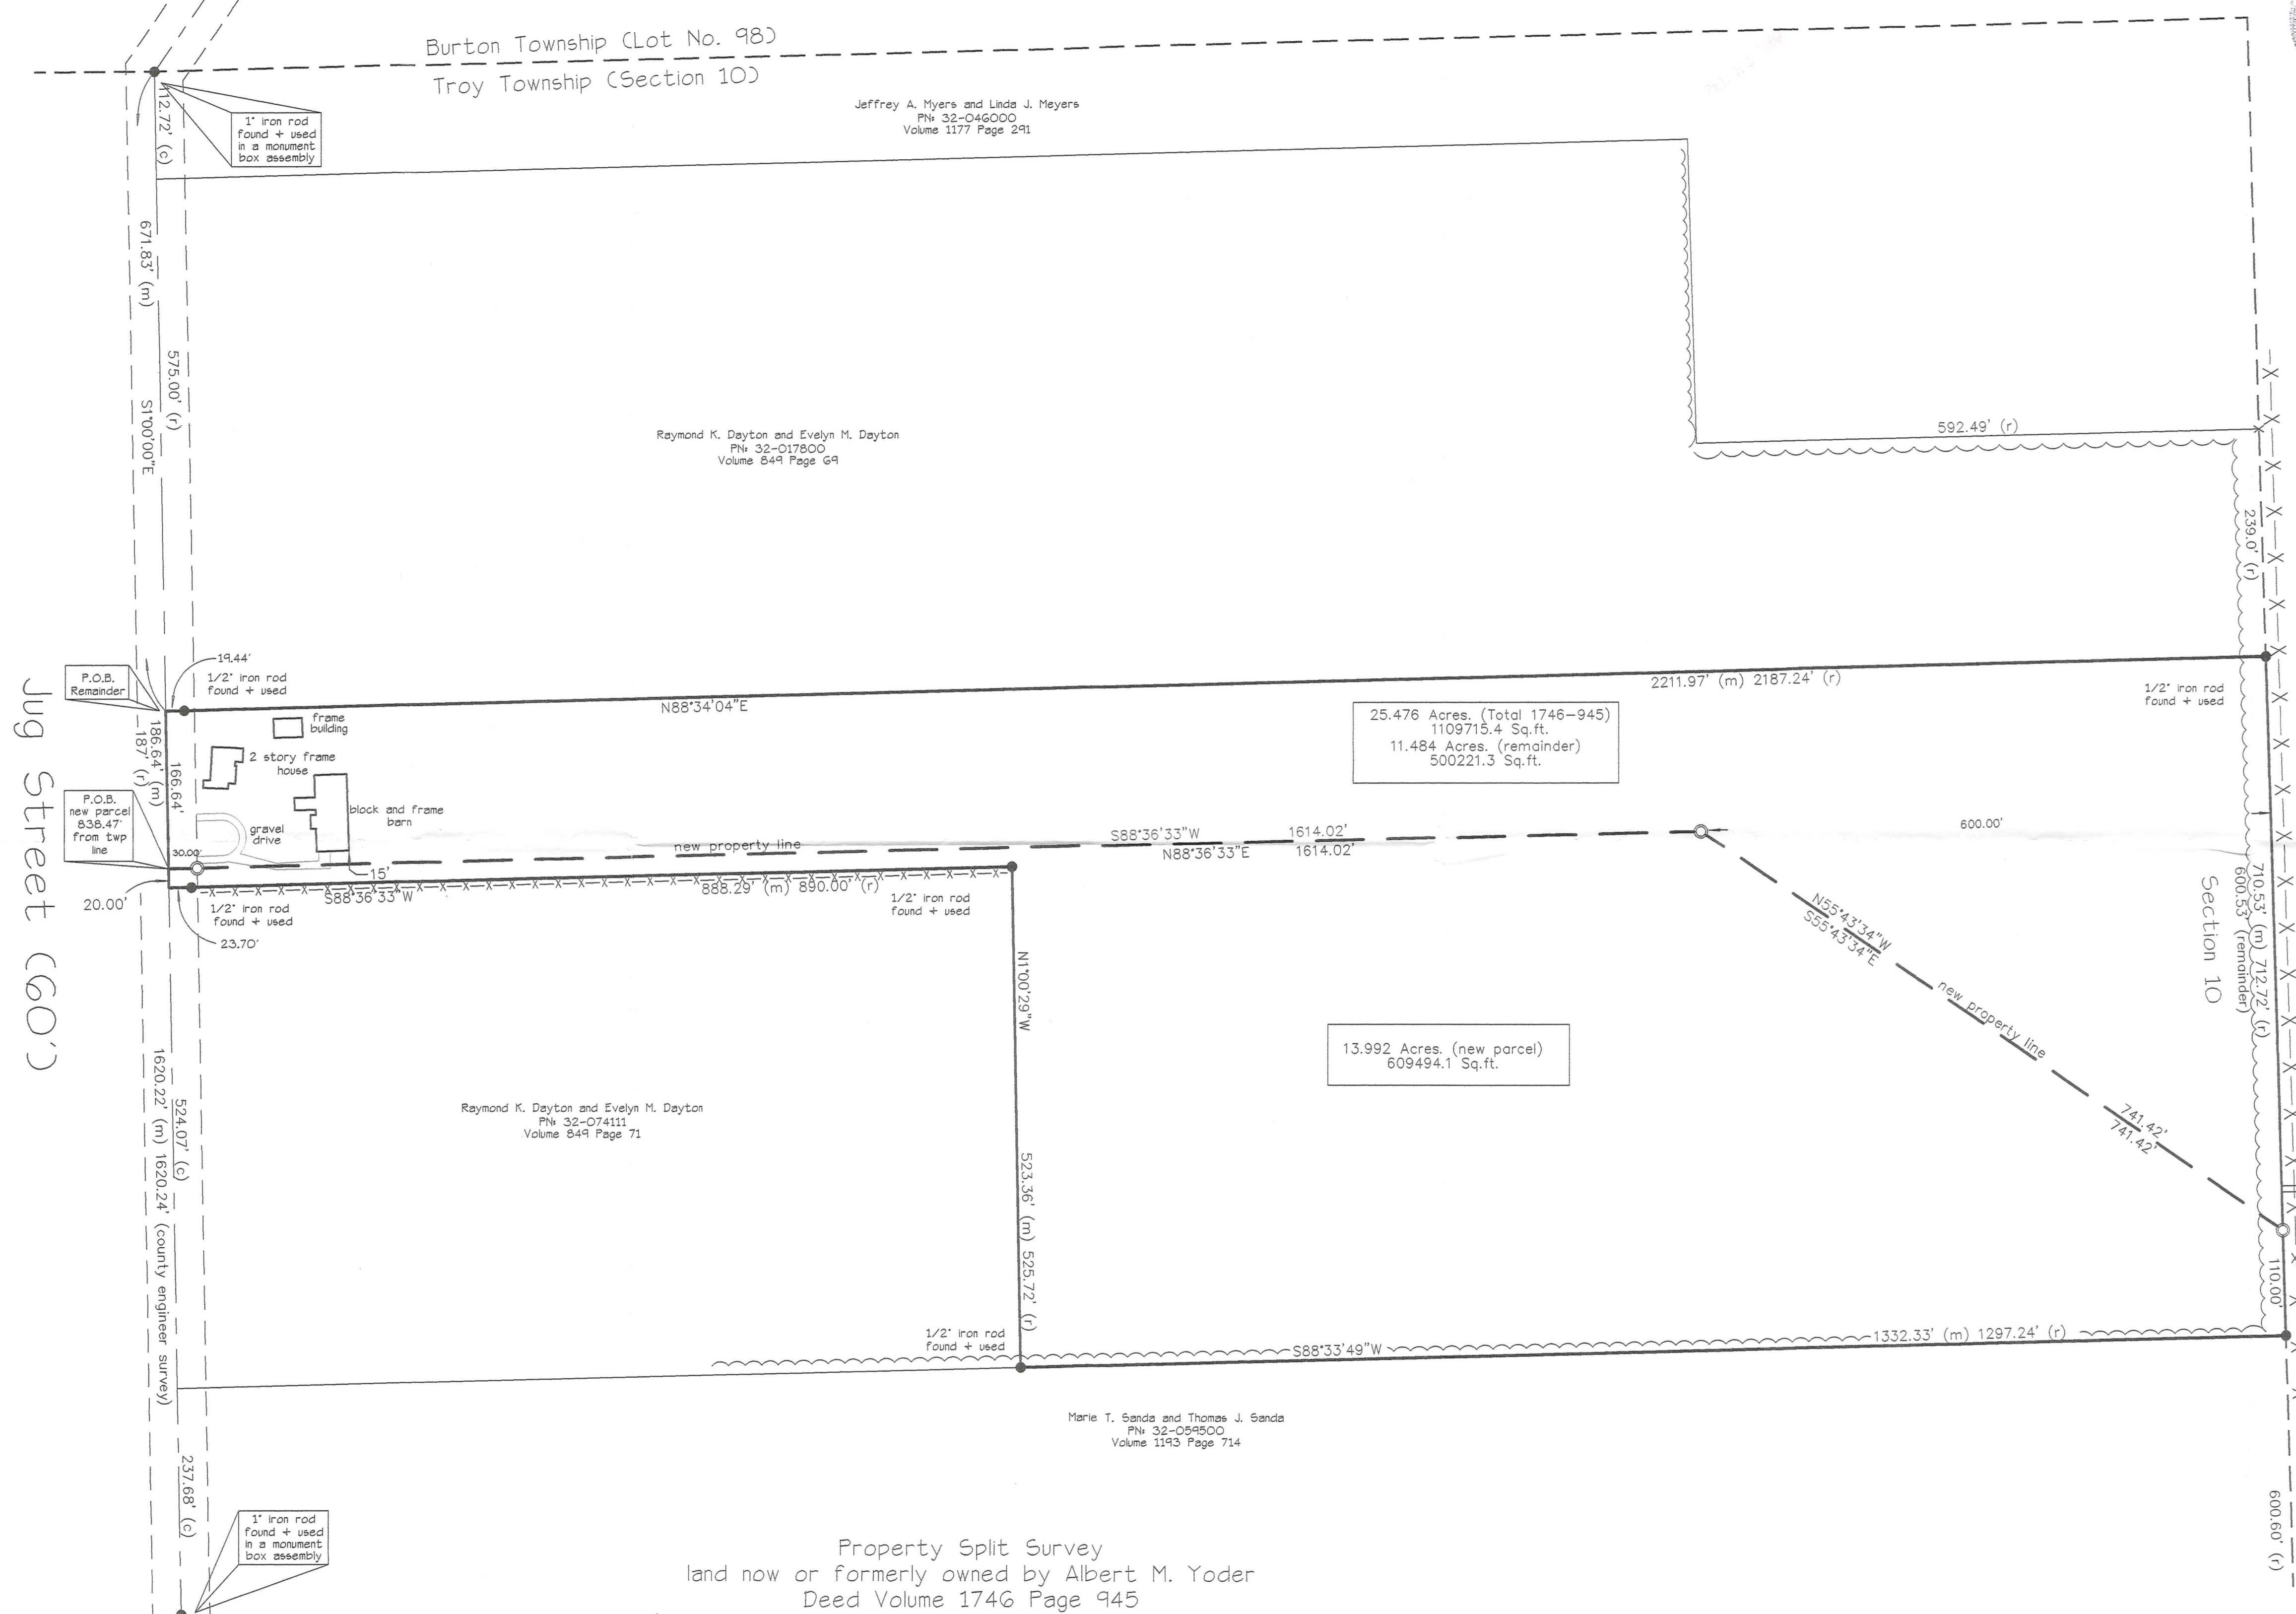 Burton Township (Lot No. 98)
Troy Township (Section 10)
Jeffrey A. Myers and Linda J. Meyers
PN: 32-046000
Volume 1177 Page 291
1" iron rod
found + used
in a monument
box assembly
112.72' (c)
671.83' (m)
575.00' (r)
S1°00'00"E
Raymond K. Dayton and Evelyn M. Dayton
PN: 32-017800
Volume 849 Page 69
592.49' (r)
239.0' (r)
19.44'
P.O.B.
Remainder
1/2" iron rod
found + used
N88°34'04"E
2211.97' (m) 2187.24' (r)
1/2" iron rod
found + used
frame
building
2 story frame
house
block and frame
barn
gravel
drive
186.64' (m)
187' (r)
166.64'
P.O.B.
new parcel
838.47'
from twp
line
30.00'
25.476 Acres. (Total 1746-945)
1109715.4 Sq.ft.
11.484 Acres. (remainder)
500221.3 Sq.ft.
new property line
S88°36'33"W 1614.02'
N88°36'33"E 1614.02'
600.00'
15'
S88°36'33"W
888.29' (m) 890.00' (r)
20.00'
1/2" iron rod
found + used
23.70'
1/2" iron rod
found + used
Jug Street (60')
N1°00'29"W
523.36' (m) 525.72' (r)
N55°43'34"W
S55°43'34"E
new property line
741.42'
741.42'
Section 10
710.53' (m) 712.72' (r)
600.53' (remainder)
110.00'
13.992 Acres. (new parcel)
609494.1 Sq.ft.
Raymond K. Dayton and Evelyn M. Dayton
PN: 32-074111
Volume 849 Page 71
524.07' (c)
1620.22' (m) 1620.24' (county engineer survey)
1/2" iron rod
found + used
S88°33'49"W
1332.33' (m) 1297.24' (r)
Marie T. Sanda and Thomas J. Sanda
PN: 32-059500
Volume 1193 Page 714
237.68' (c)
1" iron rod
found + used
in a monument
box assembly
600.60' (r)
Property Split Survey
land now or formerly owned by Albert M. Yoder
Deed Volume 1746 Page 945